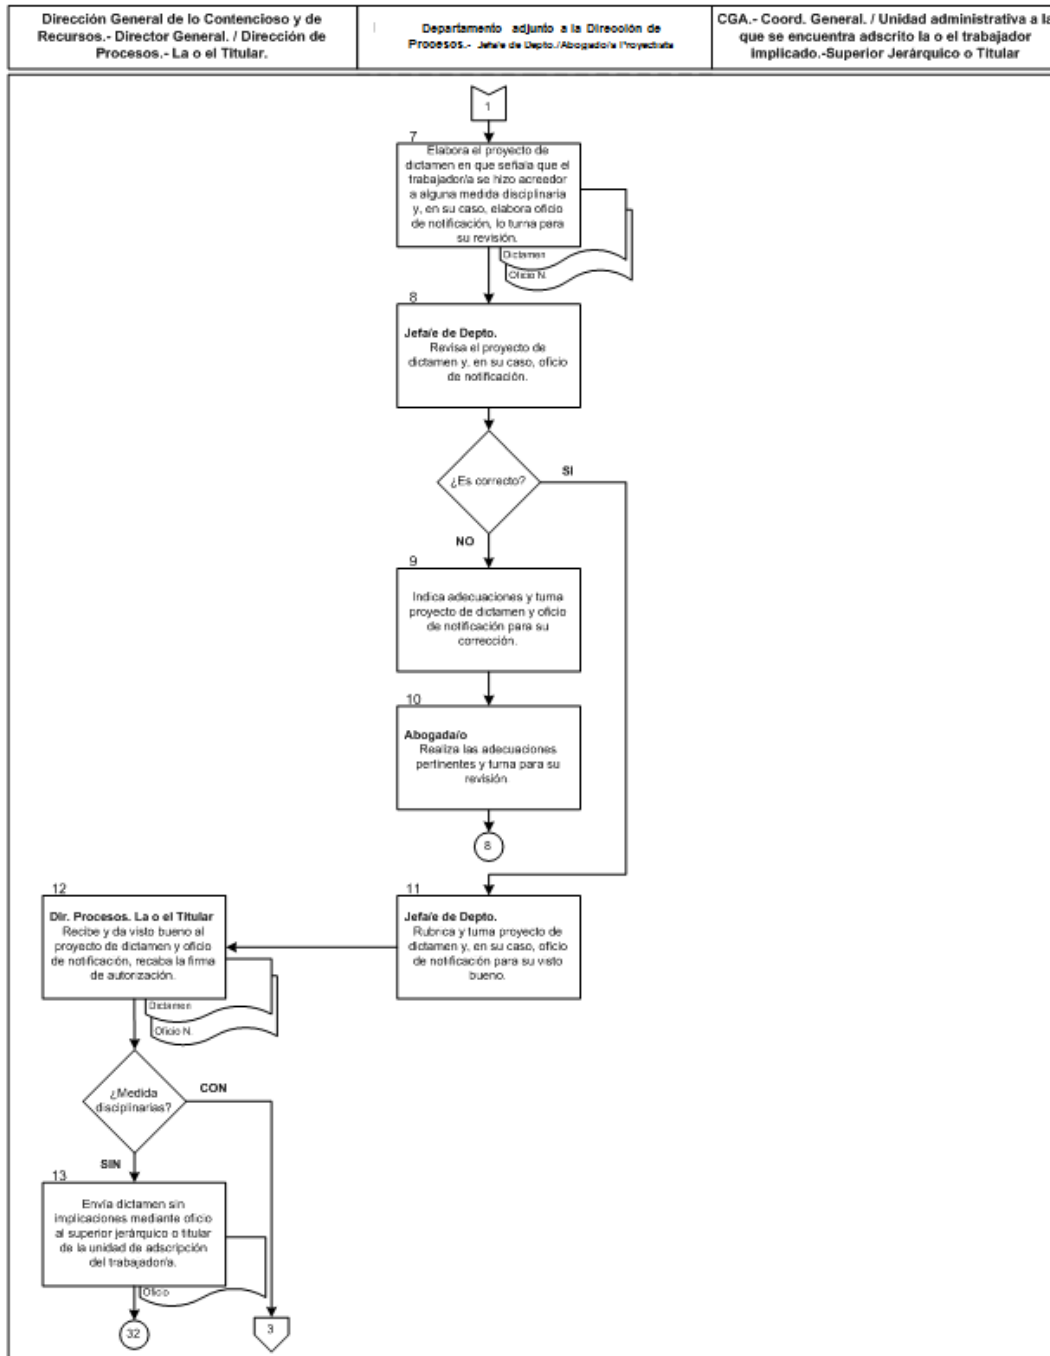 Dirección General de lo Contencioso y de
Recursos.- Director General. / Dirección de
Procesos.- La o el Titular.
Departamento adjunto a la Dirección de
Procesos.- Jefa/e de Depto./Abogado/a Proyectista
CGA.- Coord. General. / Unidad administrativa a la
que se encuentra adscrito la o el trabajador
implicado.-Superior Jerárquico o Titular
1
7
Elabora el proyecto de
dictamen en que señala que el
trabajador/a se hizo acreedor
a alguna medida disciplinaria
y, en su caso, elabora oficio
de notificación, lo turna para
su revisión.
Dictamen
Oficio N.
8
Jefa/e de Depto.
Revisa el proyecto de
dictamen y, en su caso, oficio
de notificación.
¿Es correcto?
SI
NO
9
Indica adecuaciones y turna
proyecto de dictamen y oficio
de notificación para su
corrección.
10
Abogada/o
Realiza las adecuaciones
pertinentes y turna para su
revisión
8
12
Dir. Procesos. La o el Titular
Recibe y da visto bueno al
proyecto de dictamen y oficio
de notificación, recaba la firma
de autorización.
Dictamen
Oficio N.
11
Jefa/e de Depto.
Rubrica y turna proyecto de
dictamen y, en su caso, oficio
de notificación para su visto
bueno.
¿Medida
disciplinarias?
CON
SIN
13
Envía dictamen sin
implicaciones mediante oficio
al superior jerárquico o titular
de la unidad de adscripción
del trabajador/a.
Oficio
32
3